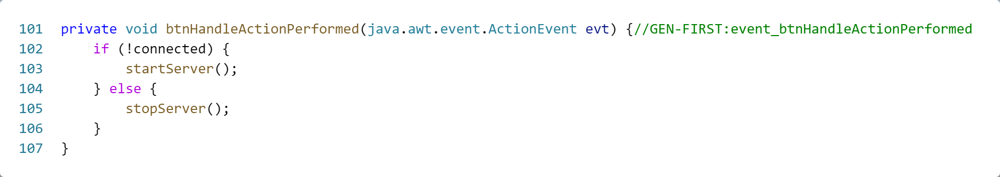 101 private void btnHandleActionPerformed(java.awt.event.ActionEvent evt) {//GEN-FIRST:event_btnHandleActionPerformed
102     if (!connected) {
103         startServer();
104     } else {
105         stopServer();
106     }
107 }